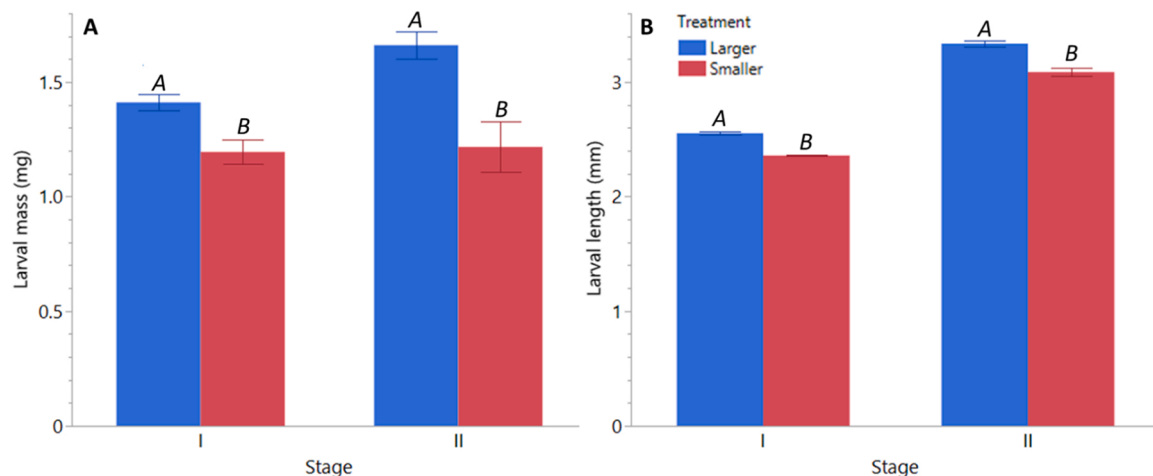 A
Larval mass (mg)
1.5
1.0
0.5
0
A
B
A
B
I
II
Stage
B
Treatment
Larger
Smaller
Larval length (mm)
3
2
1
0
A
B
A
B
I
II
Stage